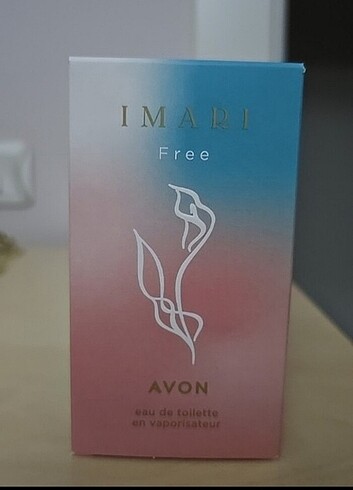 IMARI
Free
AVON
eau de toilette
en vaporisateur